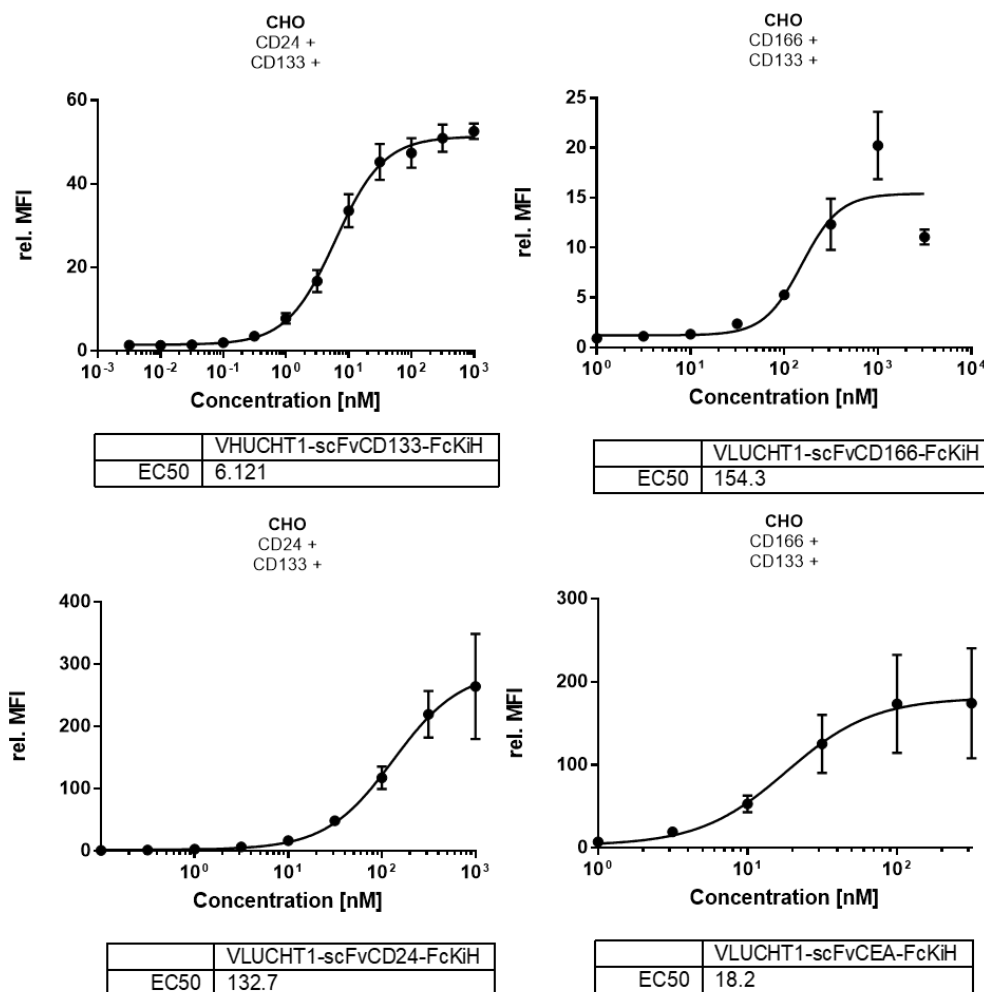 CHO
CD24 +
CD133 +
60
40
20
0
rel. MFI
10-3
10-2
10-1
100
101
102
103
Concentration [nM]
VHUCHT1-scFvCD133-FcKiH
EC50 6.121
CHO
CD166 +
CD133 +
25
20
15
10
5
0
rel. MFI
100
101
102
103
104
Concentration [nM]
VLUCHT1-scFvCD166-FcKiH
EC50 154.3
CHO
CD24 +
CD133 +
400
300
200
100
0
rel. MFI
100
101
102
103
Concentration [nM]
VLUCHT1-scFvCD24-FcKiH
EC50 132.7
CHO
CD166 +
CD133 +
300
200
100
0
rel. MFI
100
101
102
Concentration [nM]
VLUCHT1-scFvCEA-FcKiH
EC50 18.2